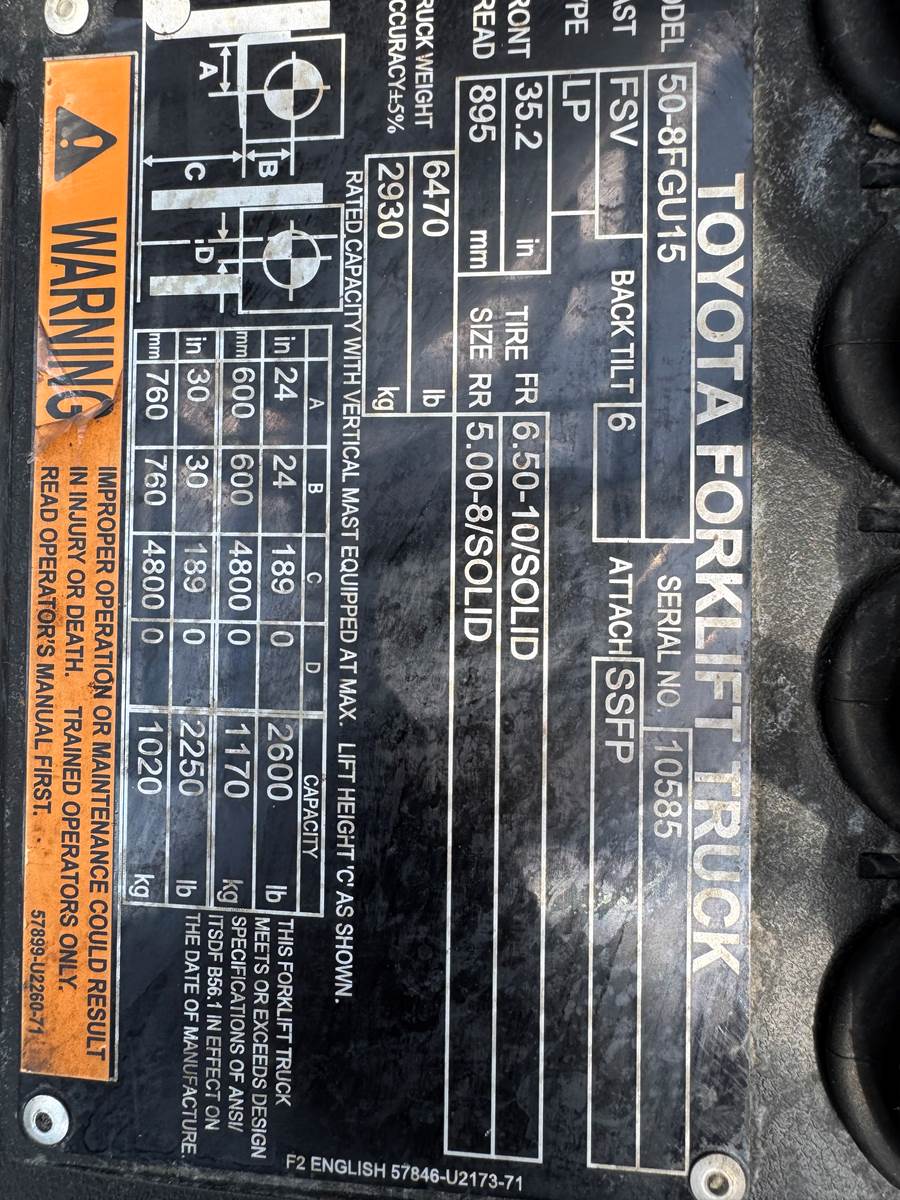 TOYOTA FORKLIFT TRUCK
ODEL 50-8FGU15 SERIAL NO. 10585
AST FSV BACK TILT 6 ATTACH SSFP
YPE LP
RONT 35.2 in TIRE FR 6.50-10/SOLID
READ 895 mm SIZE RR 5.00-8/SOLID
RUCK WEIGHT 6470 lb
CCURACY±5% 2930 kg
RATED CAPACITY WITH VERTICAL MAST EQUIPPED AT MAX. LIFT HEIGHT 'C' AS SHOWN.
A B C D
A B C D CAPACITY
in 24 24 189 0 2600 lb
mm 600 600 4800 0 1170 kg
in 30 30 189 0 2250 lb
mm 760 760 4800 0 1020 kg
THIS FORKLIFT TRUCK
MEETS OR EXCEEDS DESIGN
SPECIFICATIONS OF ANSI/
ITSDF B56.1 IN EFFECT ON
THE DATE OF MANUFACTURE.
WARNING
IMPROPER OPERATION OR MAINTENANCE COULD RESULT
IN INJURY OR DEATH. TRAINED OPERATORS ONLY.
READ OPERATOR'S MANUAL FIRST.
57899-U2260-71
F2 ENGLISH 57846-U2173-71